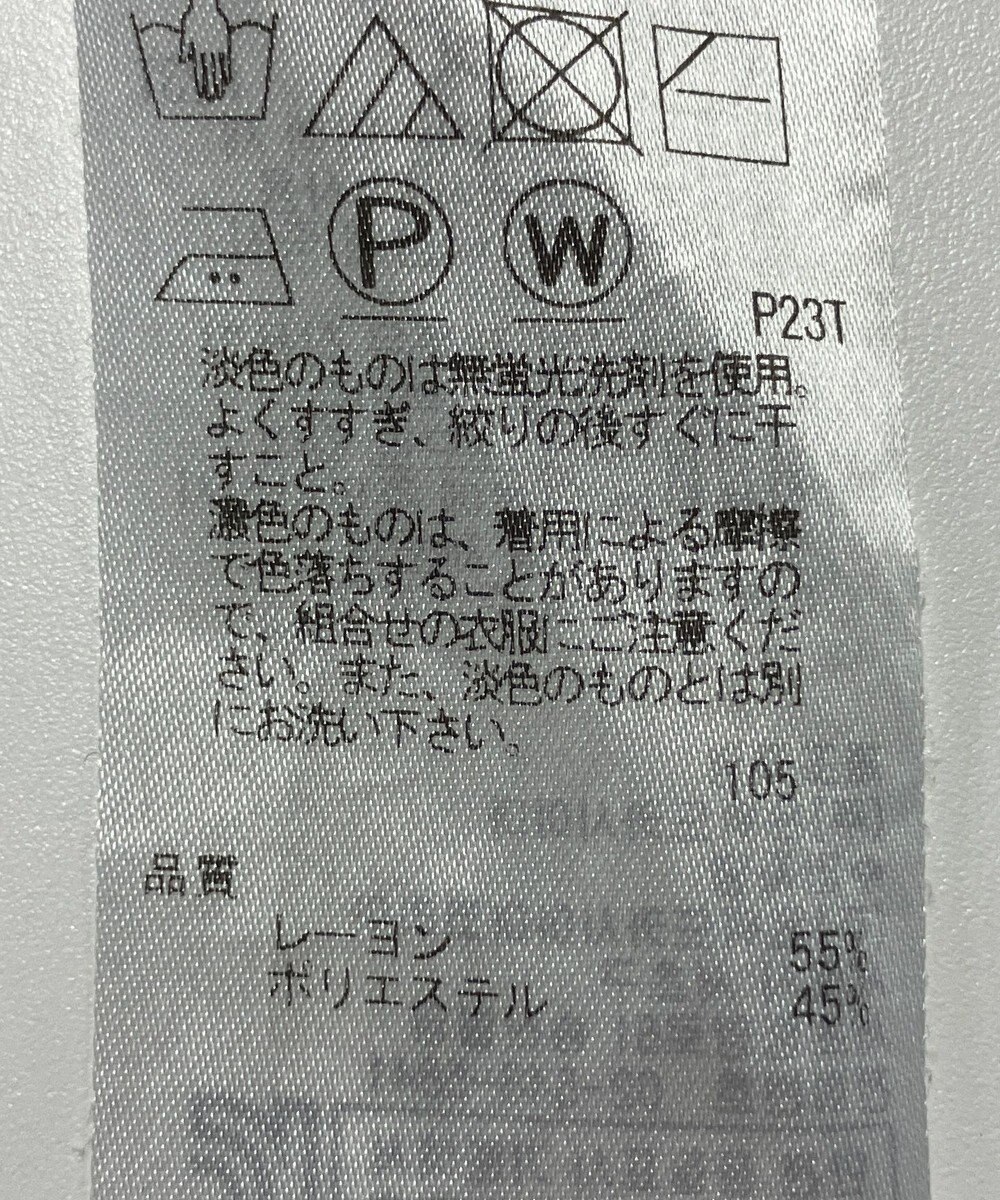 P
W
P23T
淡色のものは無蛍光洗剤を使用。
よくすすぎ、絞りの後すぐに干
すこと。
濃色のものは、着用による摩擦
で色落ちすることがありますの
で、組合せの衣服にご注意くだ
さい。また、淡色のものとは別
にお洗い下さい。
105
品質
レーヨン 55%
ポリエステル 45%